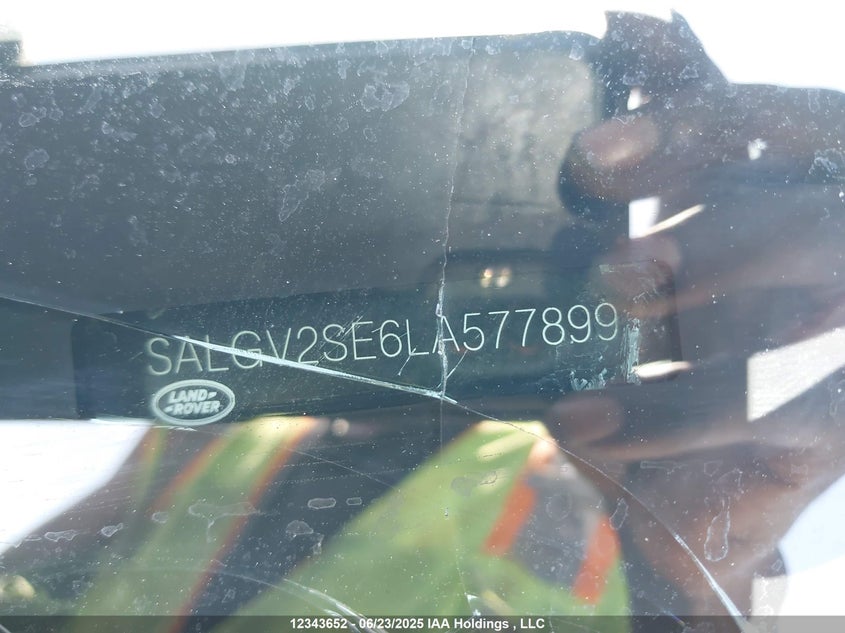 SALGV2SE6LA577899
LAND-
-ROVER
12343652 - 06/23/2025 IAA Holdings , LLC